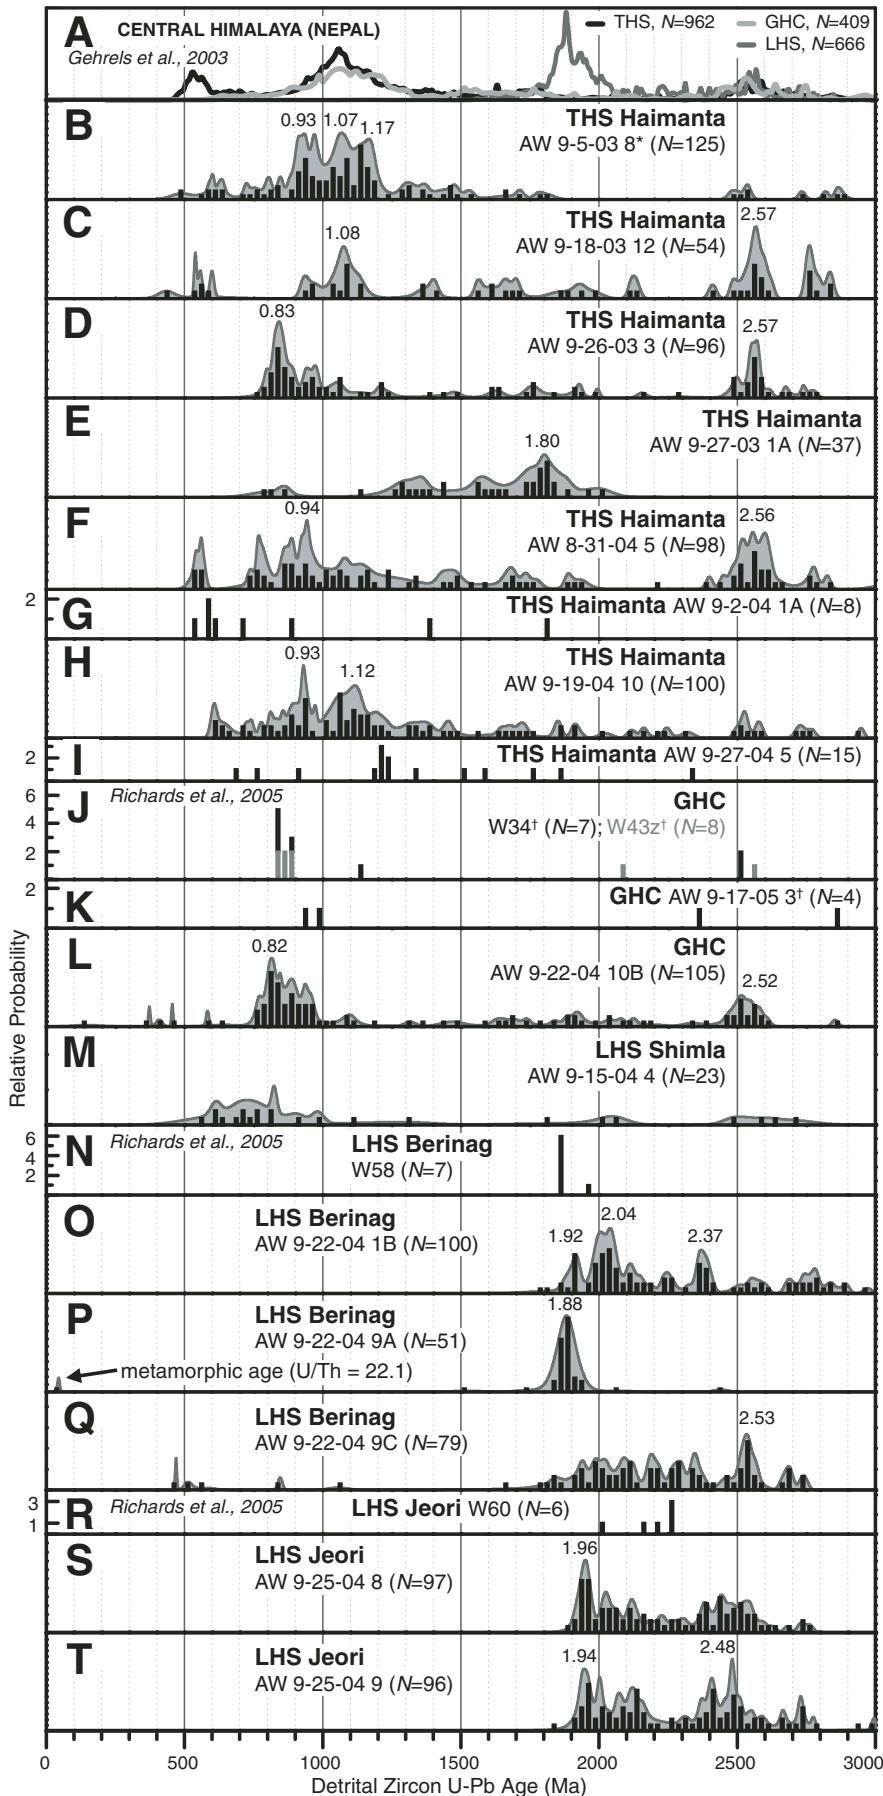 A CENTRAL HIMALAYA (NEPAL)
Gehrels et al., 2003
THS, N=962
GHC, N=409
LHS, N=666
B 0.93 1.07 1.17
THS Haimanta
AW 9-5-03 8* (N=125)
C 1.08 2.57
THS Haimanta
AW 9-18-03 12 (N=54)
D 0.83 2.57
THS Haimanta
AW 9-26-03 3 (N=96)
E 1.80
THS Haimanta
AW 9-27-03 1A (N=37)
F 0.94 2.56
THS Haimanta
AW 8-31-04 5 (N=98)
2 G THS Haimanta AW 9-2-04 1A (N=8)
H 0.93 1.12
THS Haimanta
AW 9-19-04 10 (N=100)
2 I THS Haimanta AW 9-27-04 5 (N=15)
6
4
2
J Richards et al., 2005
GHC
W34† (N=7); W43z† (N=8)
2 K GHC AW 9-17-05 3† (N=4)
L 0.82 2.52
GHC
AW 9-22-04 10B (N=105)
M LHS Shimla
AW 9-15-04 4 (N=23)
6
4
2
N Richards et al., 2005
LHS Berinag
W58 (N=7)
O LHS Berinag
AW 9-22-04 1B (N=100)
1.92 2.04 2.37
P LHS Berinag
AW 9-22-04 9A (N=51)
1.88
metamorphic age (U/Th = 22.1)
Q LHS Berinag
AW 9-22-04 9C (N=79)
2.53
3
1
R Richards et al., 2005 LHS Jeori W60 (N=6)
S LHS Jeori
AW 9-25-04 8 (N=97)
1.96
T LHS Jeori
AW 9-25-04 9 (N=96)
1.94 2.48
Relative Probability
0 500 1000 1500 2000 2500 3000
Detrital Zircon U-Pb Age (Ma)